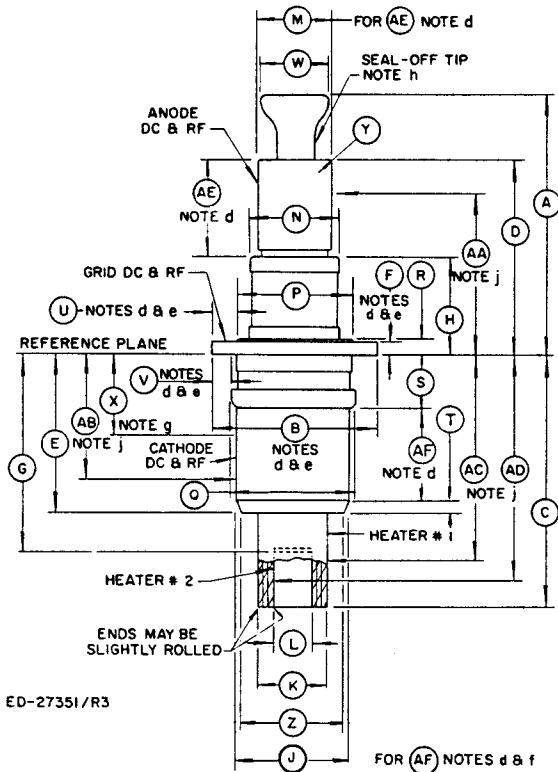 M
FOR AE NOTE d
W
SEAL-OFF TIP
NOTE h
ANODE
DC & RF
Y
A
AE
NOTE d
D
N
AA
NOTE j
GRID DC & RF
F
R
P
NOTES
d & e
H
U - NOTES d & e
REFERENCE PLANE
V
NOTES
d & e
S
X
NOTE g
AB
NOTE j
B
T
E
G
CATHODE
DC & RF
NOTES
d & e
AF
NOTE d
AC
NOTE j
AD
C
Q
HEATER # 1
HEATER # 2
ENDS MAY BE
SLIGHTLY ROLLED
L
K
ED-27351/R3
Z
J
FOR AF NOTES d & f